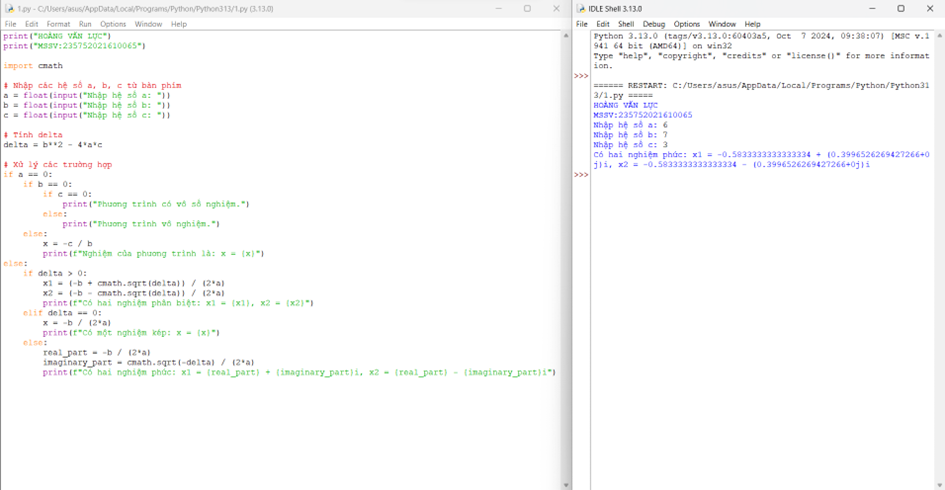 1.py - C:/Users/asus/AppData/Local/Programs/Python/Python313/1.py (3.13.0)
File Edit Format Run Options Window Help
print("HOÀNG VĂN LỰC")
print("MSSV:235752021610065")
import cmath
# Nhập các hệ số a, b, c từ bàn phím
a = float(input("Nhập hệ số a: "))
b = float(input("Nhập hệ số b: "))
c = float(input("Nhập hệ số c: "))
# Tính delta
delta = b**2 - 4*a*c
# Xử lý các trường hợp
if a == 0:
    if b == 0:
        if c == 0:
            print("Phương trình có vô số nghiệm.")
        else:
            print("Phương trình vô nghiệm.")
    else:
        x = -c / b
        print(f"Nghiệm của phương trình là: x = {x}")
else:
    if delta > 0:
        x1 = (-b + cmath.sqrt(delta)) / (2*a)
        x2 = (-b - cmath.sqrt(delta)) / (2*a)
        print(f"Có hai nghiệm phân biệt: x1 = {x1}, x2 = {x2}")
    elif delta == 0:
        x = -b / (2*a)
        print(f"Có một nghiệm kép: x = {x}")
    else:
        real_part = -b / (2*a)
        imaginary_part = cmath.sqrt(-delta) / (2*a)
        print(f"Có hai nghiệm phức: x1 = {real_part} + {imaginary_part}i, x2 = {real_part} - {imaginary_part}i")
IDLE Shell 3.13.0
File Edit Shell Debug Options Window Help
Python 3.13.0 (tags/v3.13.0:60403a5, Oct  7 2024, 09:38:07) [MSC v.1
941 64 bit (AMD64)] on win32
Type "help", "copyright", "credits" or "license()" for more informat
ion.
>>>
====== RESTART: C:/Users/asus/AppData/Local/Programs/Python/Python31
3/1.py =====
HOÀNG VĂN LỰC
MSSV:235752021610065
Nhập hệ số a: 6
Nhập hệ số b: 7
Nhập hệ số c: 3
Có hai nghiệm phức: x1 = -0.5833333333333334 + (0.3996526269427266+0
j)i, x2 = -0.5833333333333334 - (0.3996526269427266+0j)i
>>>